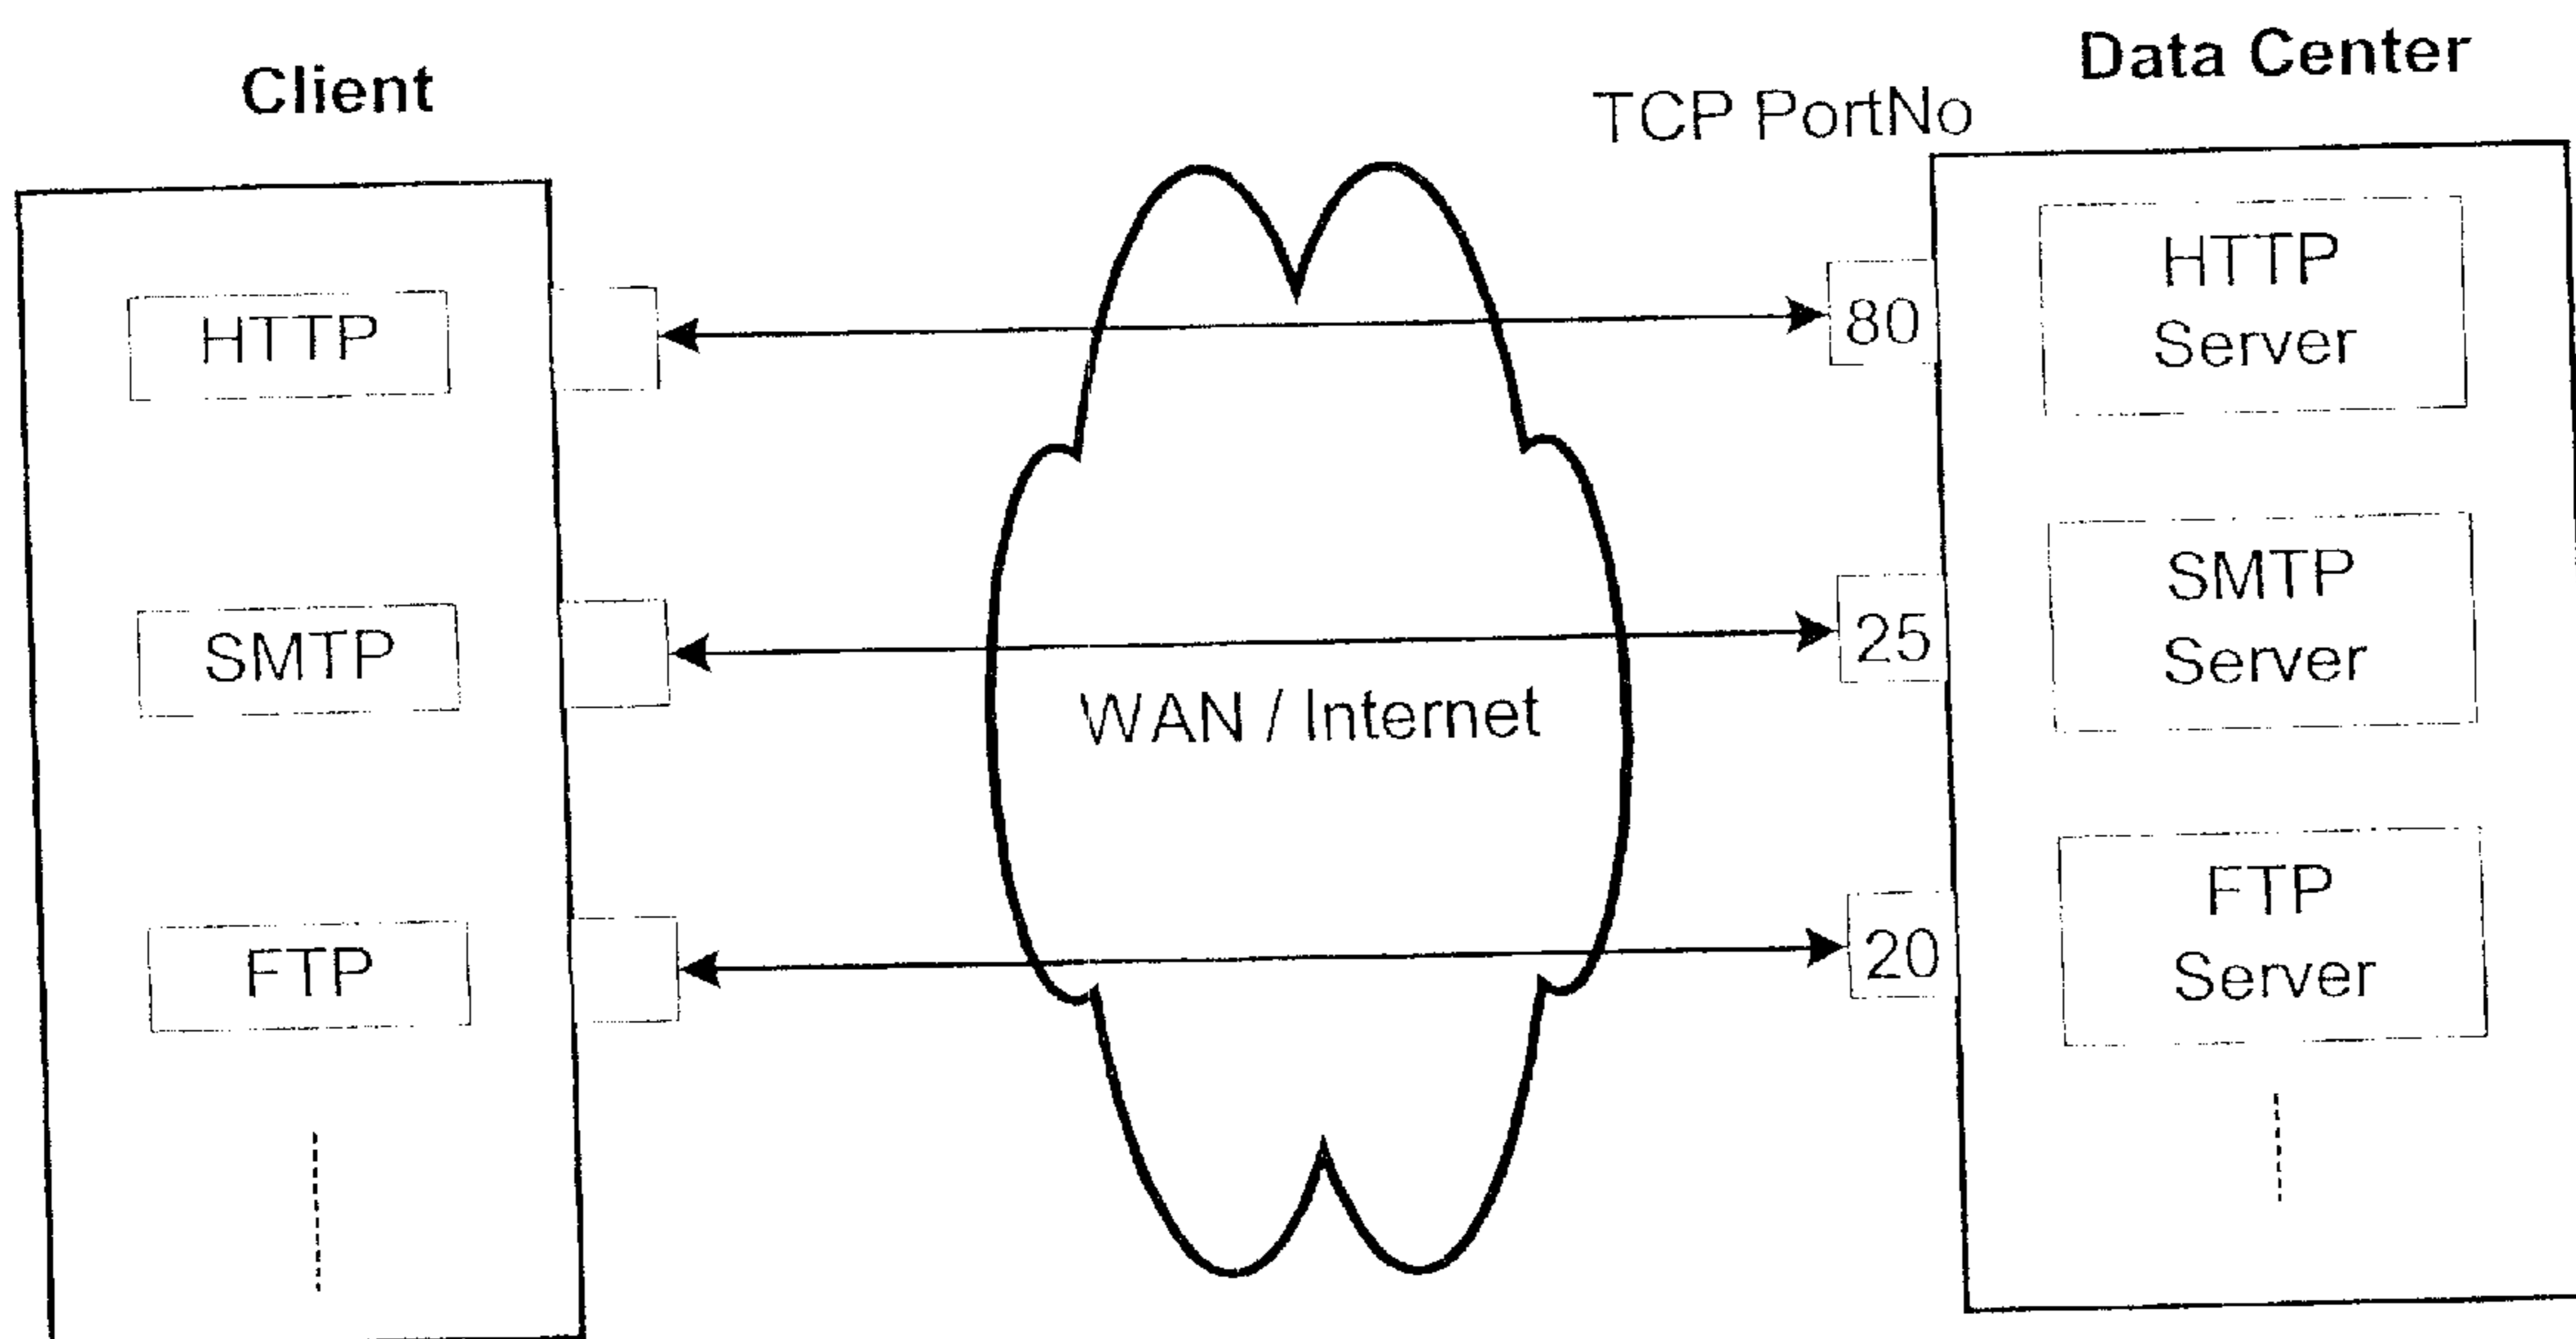 Client
Data Center
TCP PortNo
HTTP
80
HTTP
Server
SMTP
25
SMTP
Server
WAN / Internet
FTP
20
FTP
Server